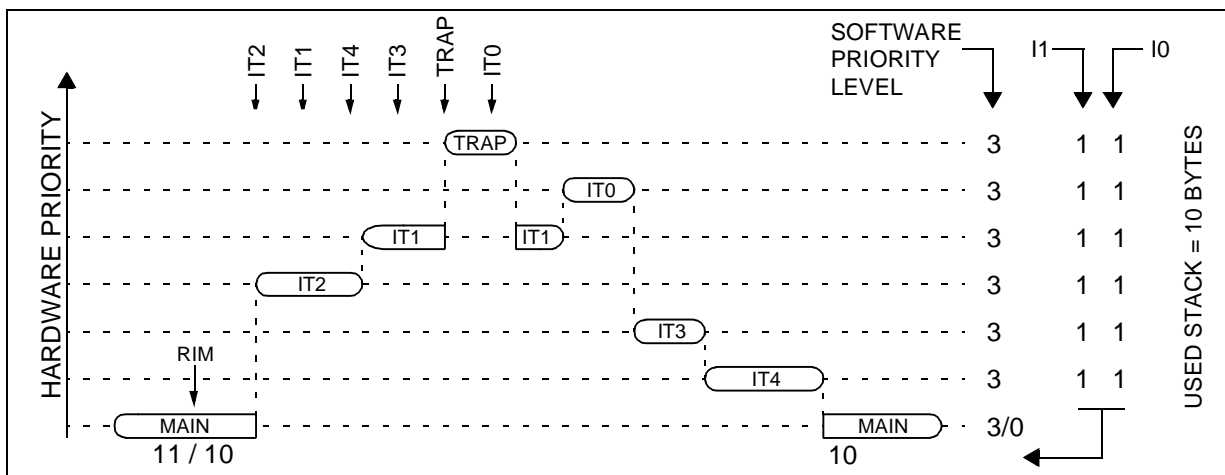 IT2
IT1
IT4
IT3
TRAP
IT0
SOFTWARE
PRIORITY
LEVEL
I1
I0
HARDWARE PRIORITY
TRAP
3
1 1
IT0
3
1 1
IT1
IT1
3
1 1
IT2
3
1 1
IT3
3
1 1
RIM
IT4
3
1 1
MAIN
MAIN
3/0
11 / 10
10
USED STACK = 10 BYTES